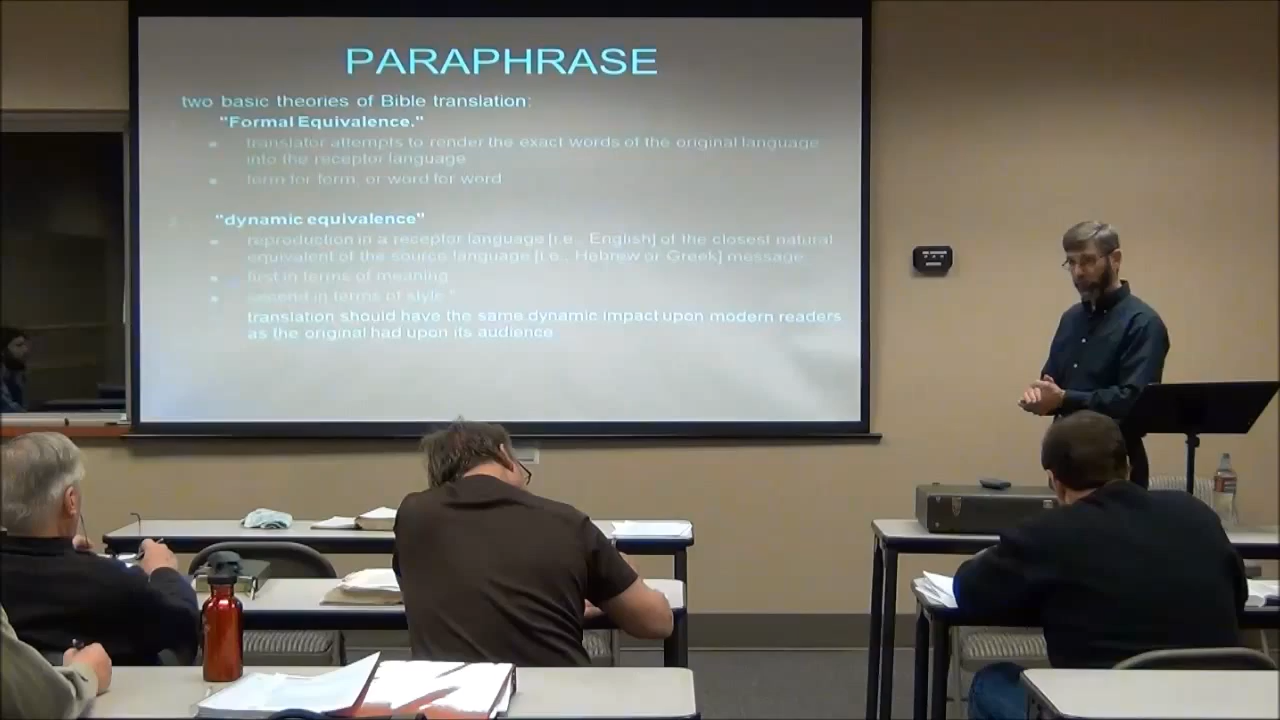 PARAPHRASE
two basic theories of Bible translation:
"Formal Equivalence."
translator attempts to render the exact words of the original language
into the receptor language
form for form, or word for word
"dynamic equivalence"
reproduction in a receptor language [i.e., English] of the closest natural
equivalent of the source language [i.e., Hebrew or Greek] message
first in terms of meaning
second in terms of style."
translation should have the same dynamic impact upon modern readers
as the original had upon its audience